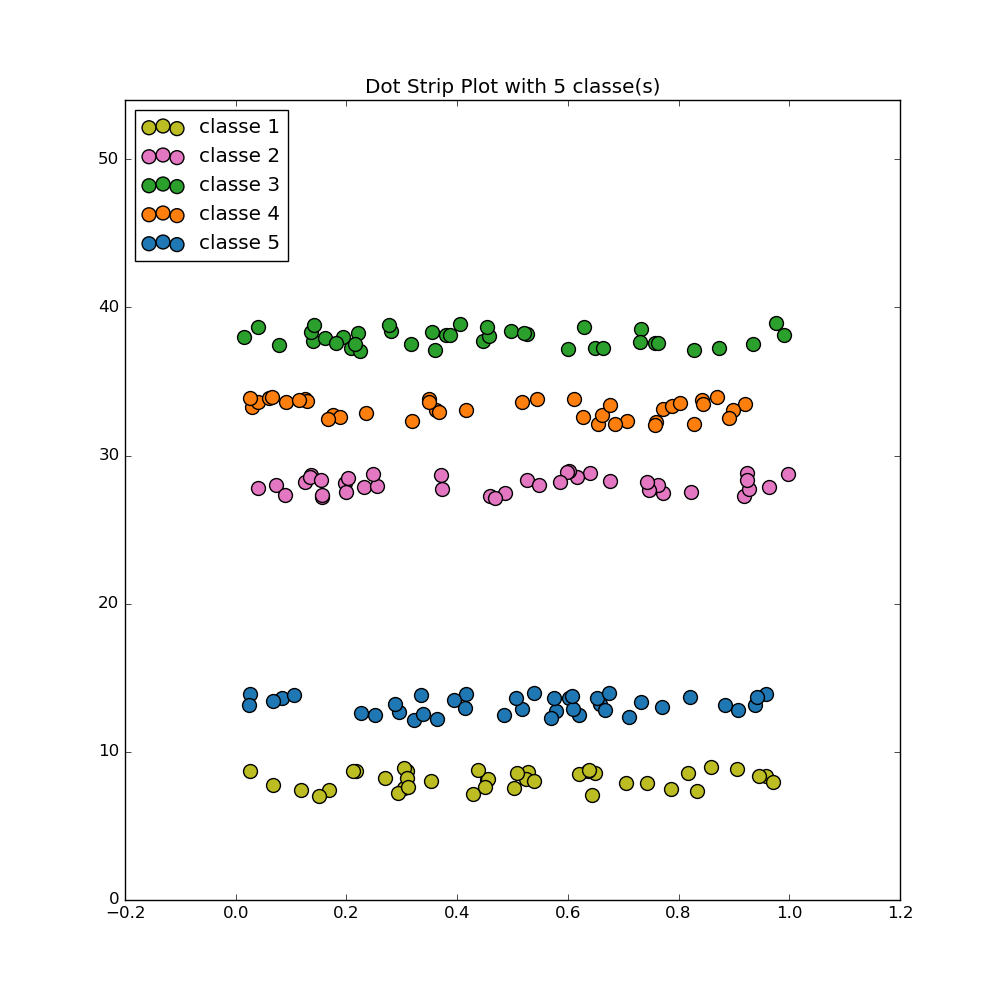 Dot Strip Plot with 5 classe(s)
classe 1
classe 2
classe 3
classe 4
classe 5
50
40
30
20
10
0
−0.2 0.0 0.2 0.4 0.6 0.8 1.0 1.2